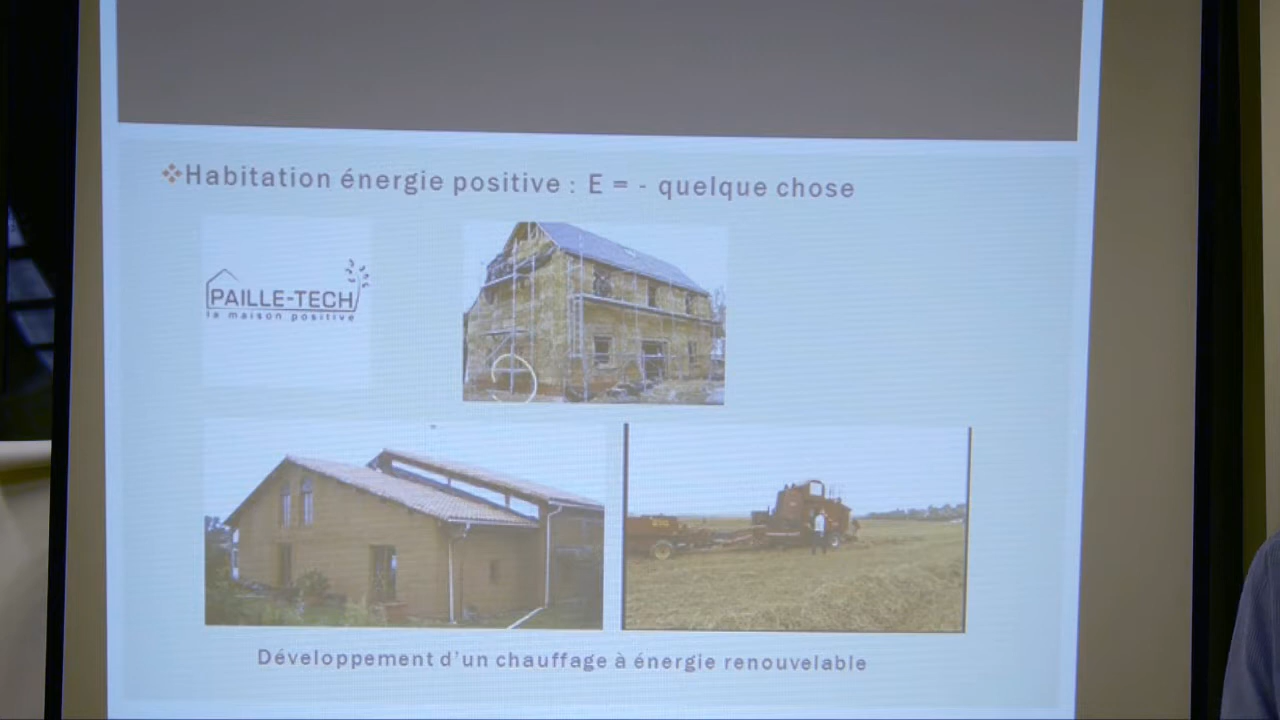 ❖Habitation énergie positive : E = - quelque chose
PAILLE-TECH
la maison positive
Développement d'un chauffage à énergie renouvelable